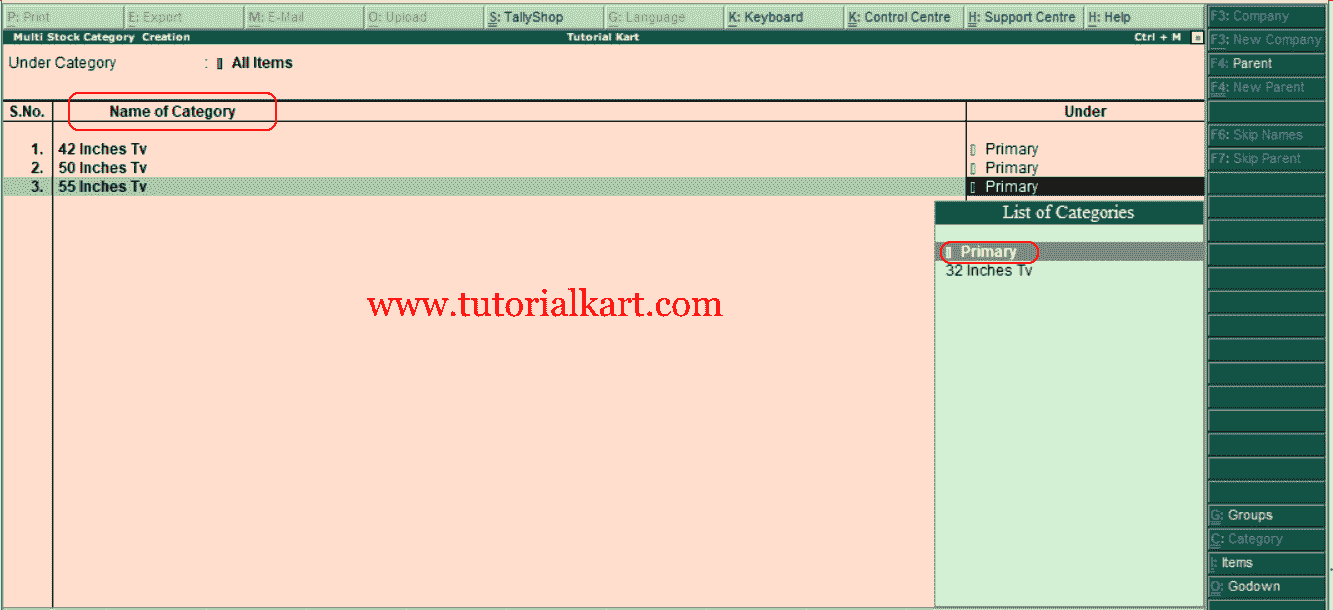 P: Print E: Export M: E-Mail O: Upload S: TallyShop G: Language K: Keyboard K: Control Centre H: Support Centre H: Help
F3: Company
Multi Stock Category Creation Tutorial Kart Ctrl + M
F3: New Company
Under Category : All Items
F4: Parent
F4: New Parent
S.No. Name of Category Under
F6: Skip Names
1. 42 Inches Tv Primary
F7: Skip Parent
2. 50 Inches Tv Primary
3. 55 Inches Tv Primary
List of Categories
Primary
32 Inches Tv
www.tutorialkart.com
G: Groups
C: Category
I: Items
O: Godown